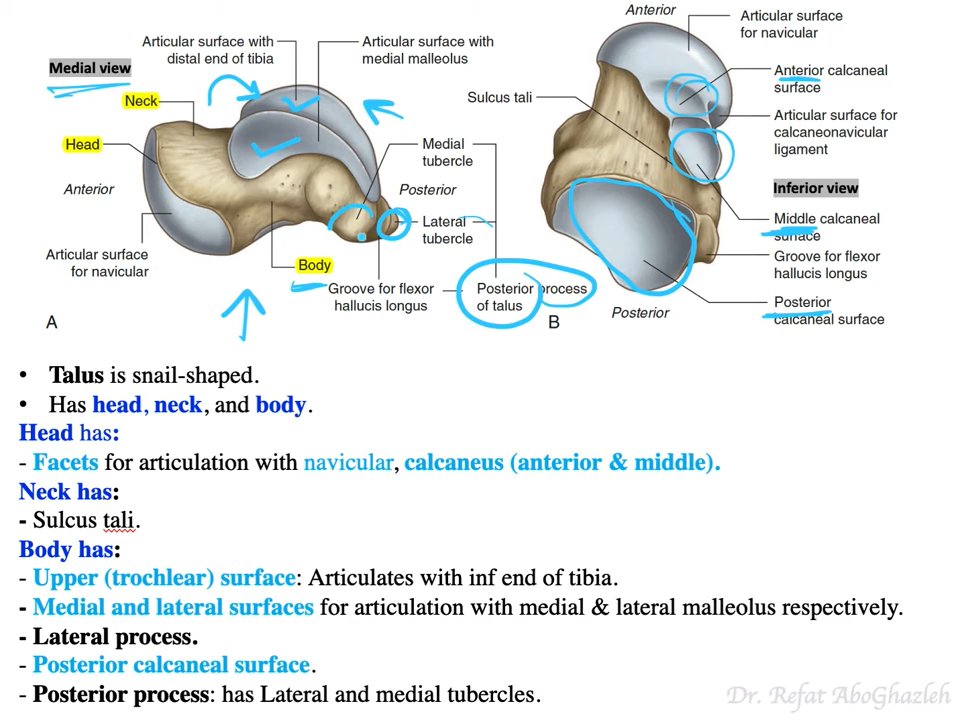 Anterior
Articular surface
for navicular
Articular surface with
distal end of tibia
Articular surface with
medial malleolus
Medial view
Anterior calcaneal
surface
Neck
Sulcus tali
Articular surface for
calcaneonavicular
ligament
Head
Medial
tubercle
Anterior
Posterior
Inferior view
Lateral
tubercle
Middle calcaneal
surface
Articular surface
for navicular
Body
Groove for flexor
hallucis longus
Groove for flexor
hallucis longus
Posterior process
of talus
Posterior
Posterior
calcaneal surface
A
B
• Talus is snail-shaped.
• Has head, neck, and body.
Head has:
- Facets for articulation with navicular, calcaneus (anterior & middle).
Neck has:
- Sulcus tali.
Body has:
- Upper (trochlear) surface: Articulates with inf end of tibia.
- Medial and lateral surfaces for articulation with medial & lateral malleolus respectively.
- Lateral process.
- Posterior calcaneal surface.
- Posterior process: has Lateral and medial tubercles.
Dr. Refat AboGhazleh